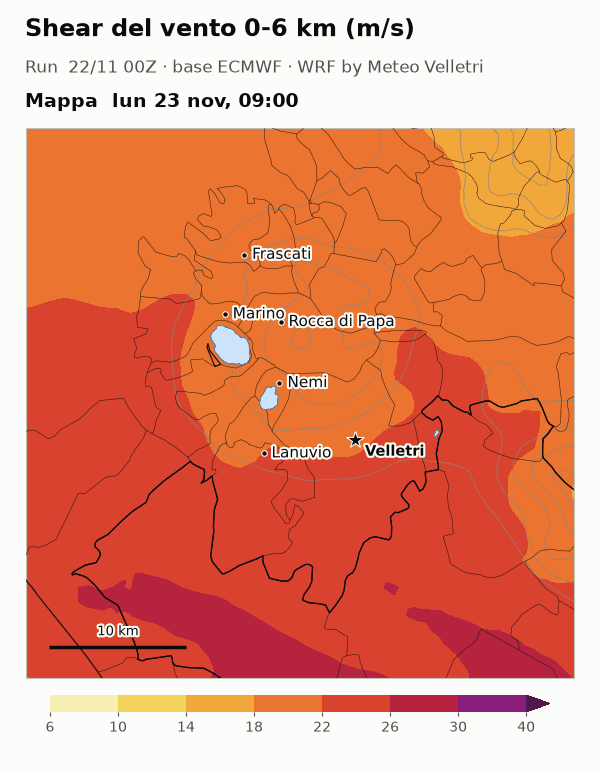 Shear del vento 0-6 km (m/s)
Run  22/11 00Z · base ECMWF · WRF by Meteo Velletri
Mappa  lun 23 nov, 09:00
Frascati
Marino
Rocca di Papa
Nemi
Velletri
Lanuvio
10 km
6 10 14 18 22 26 30 40